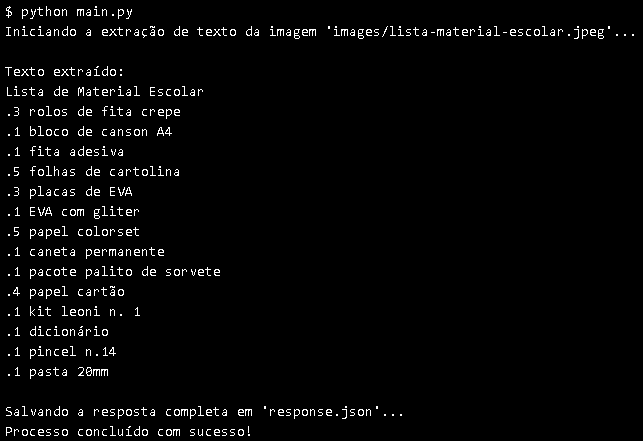 $ python main.py
Iniciando a extração de texto da imagem 'images/lista-material-escolar.jpeg'...
Texto extraído:
Lista de Material Escolar
.3 rolos de fita crepe
.1 bloco de canson A4
.1 fita adesiva
.5 folhas de cartolina
.3 placas de EVA
.1 EVA com gliter
.5 papel colorset
.1 caneta permanente
.1 pacote palito de sorvete
.4 papel cartão
.1 kit leoni n. 1
.1 dicionário
.1 pincel n.14
.1 pasta 20mm
Salvando a resposta completa em 'response.json'...
Processo concluído com sucesso!